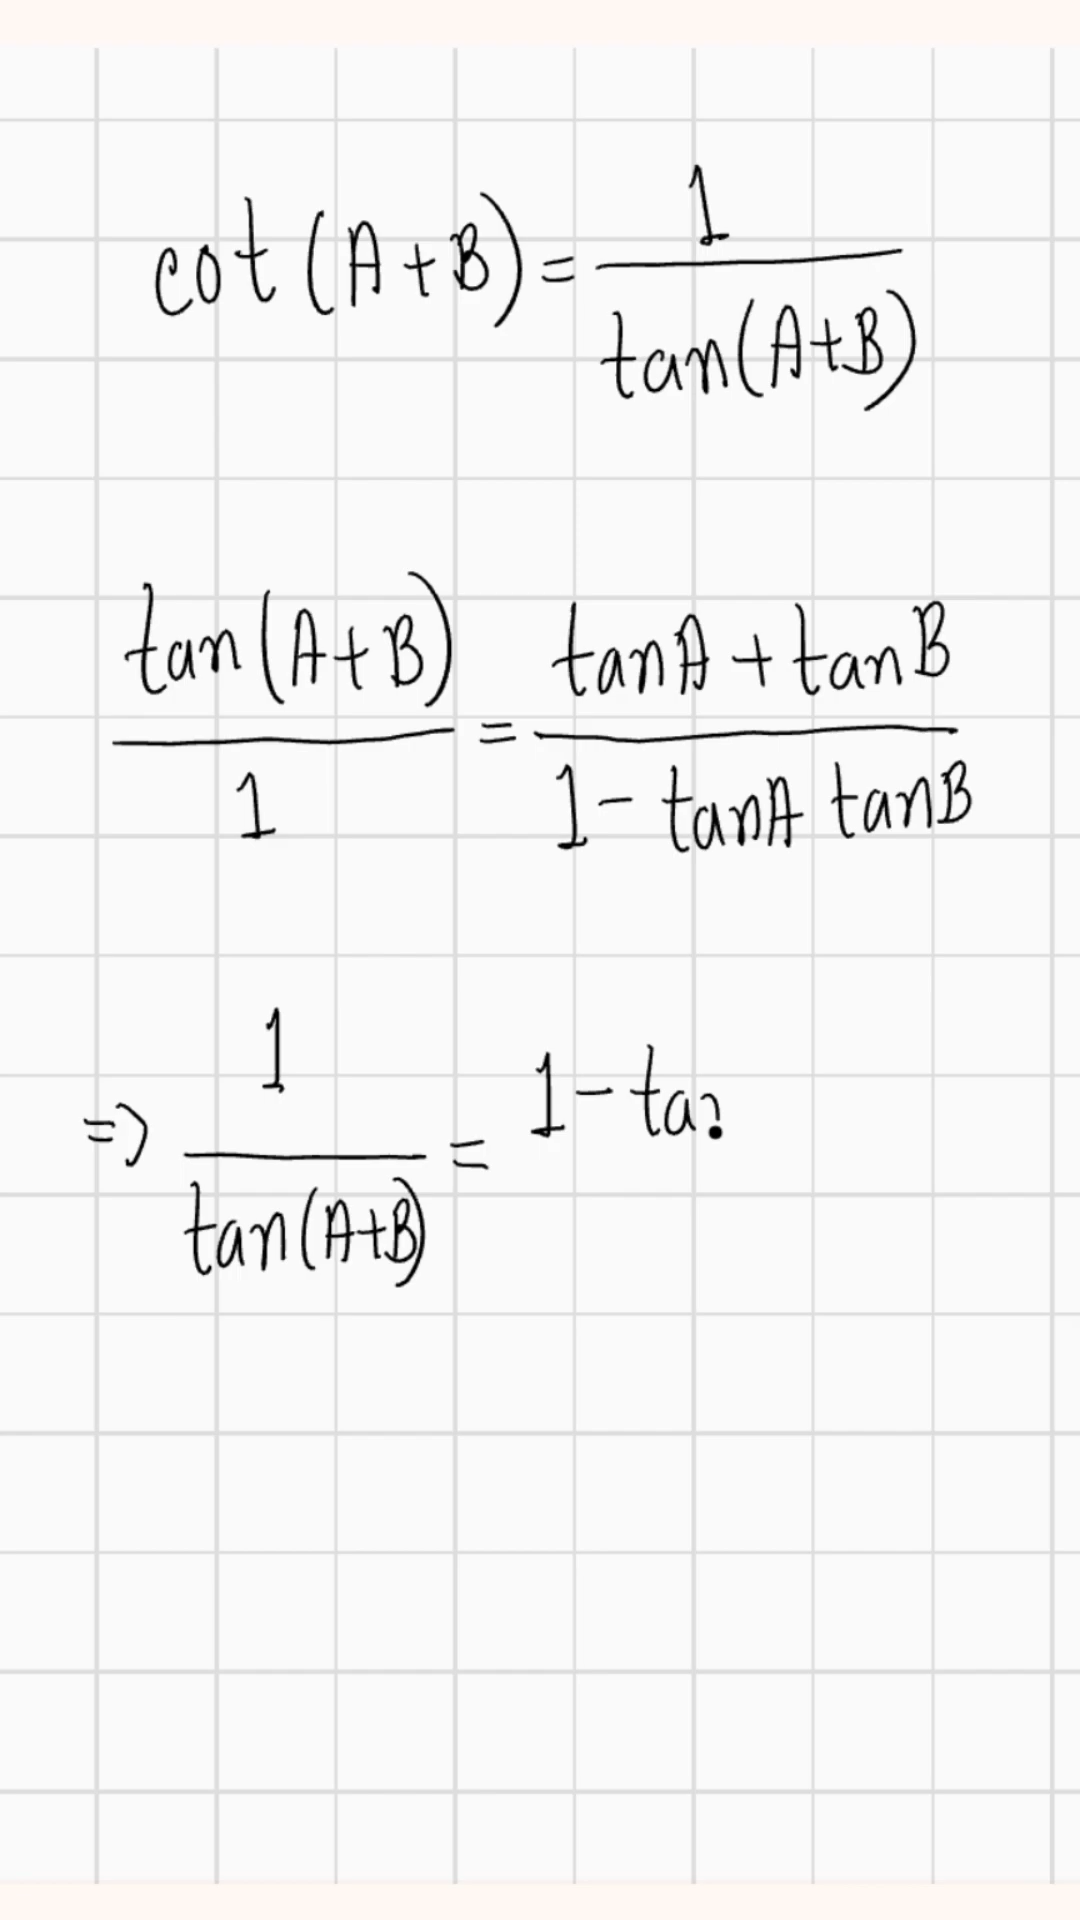 cot (A+B) = 1 / tan(A+B)
tan (A+B) / 1 = tanA + tanB / 1 - tanA tanB
=> 1 / tan(A+B) = 1 - ta